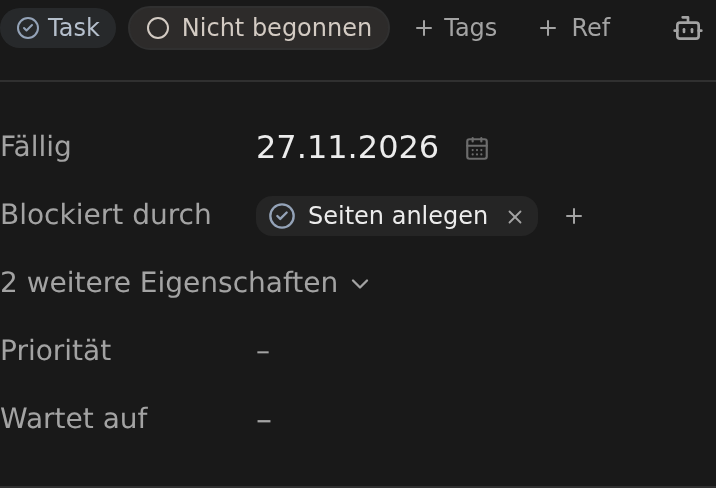 Task Nicht begonnen + Tags + Ref
Fällig 27.11.2026
Blockiert durch Seiten anlegen × +
2 weitere Eigenschaften
Priorität –
Wartet auf –